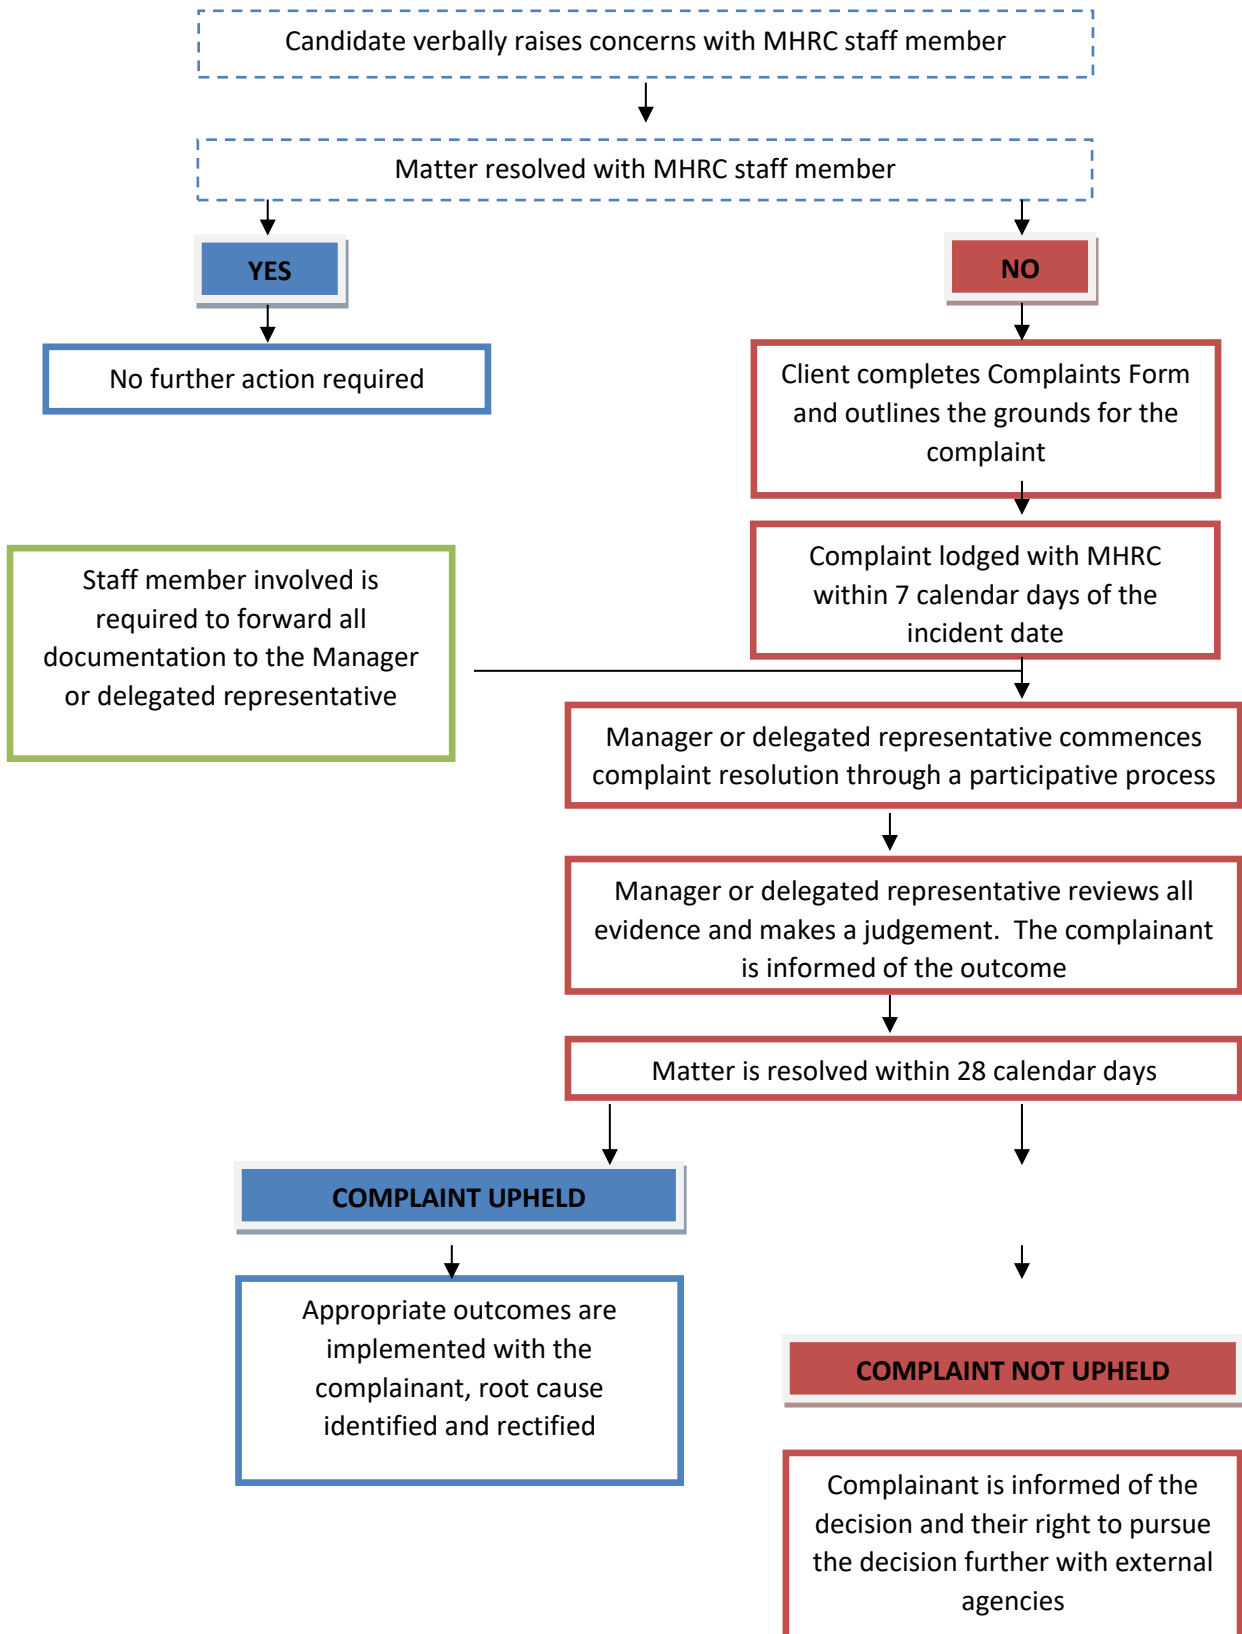 Candidate verbally raises concerns with MHRC staff member
Matter resolved with MHRC staff member
YES
NO
No further action required
Client completes Complaints Form
and outlines the grounds for the
complaint
Staff member involved is
required to forward all
documentation to the Manager
or delegated representative
Complaint lodged with MHRC
within 7 calendar days of the
incident date
Manager or delegated representative commences
complaint resolution through a participative process
Manager or delegated representative reviews all
evidence and makes a judgement.  The complainant
is informed of the outcome
Matter is resolved within 28 calendar days
COMPLAINT UPHELD
Appropriate outcomes are
implemented with the
complainant, root cause
identified and rectified
COMPLAINT NOT UPHELD
Complainant is informed of the
decision and their right to pursue
the decision further with external
agencies